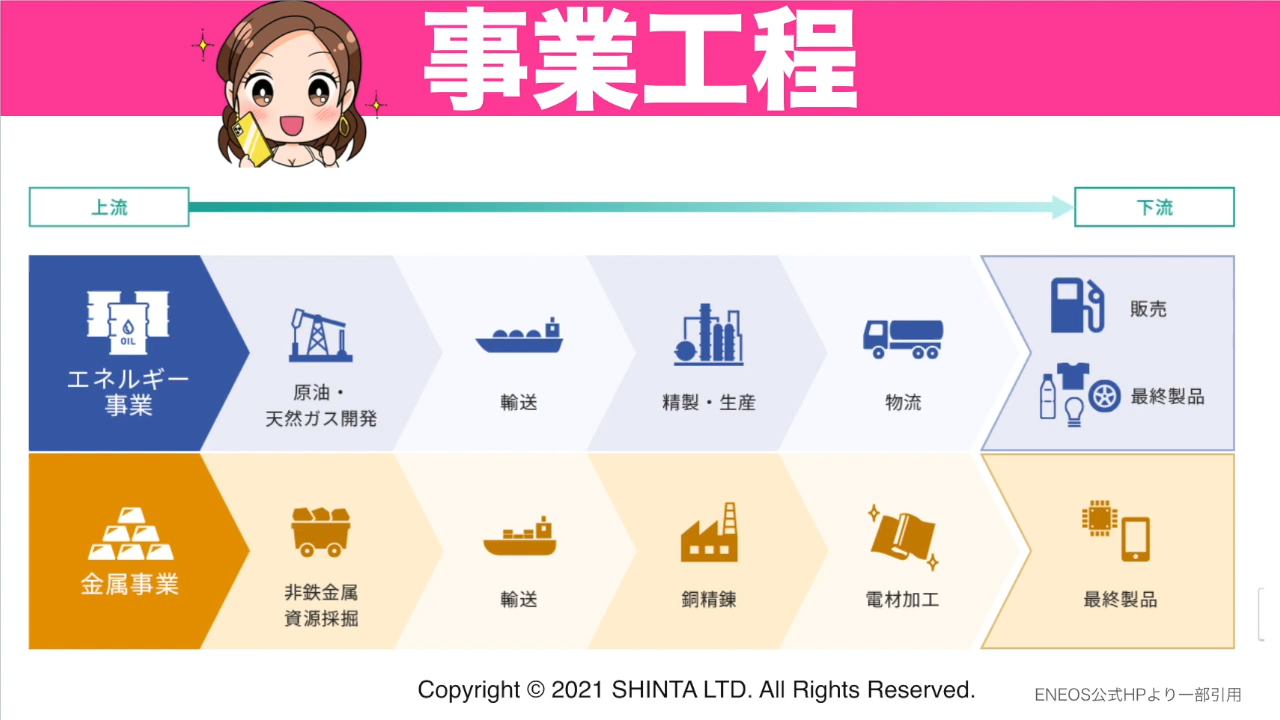 事業工程
上流
下流
OIL
エネルギー
事業
原油・
天然ガス開発
輸送
精製・生産
物流
販売
最終製品
金属事業
非鉄金属
資源採掘
輸送
銅精錬
電材加工
最終製品
Copyright © 2021 SHINTA LTD. All Rights Reserved.
ENEOS公式HPより一部引用